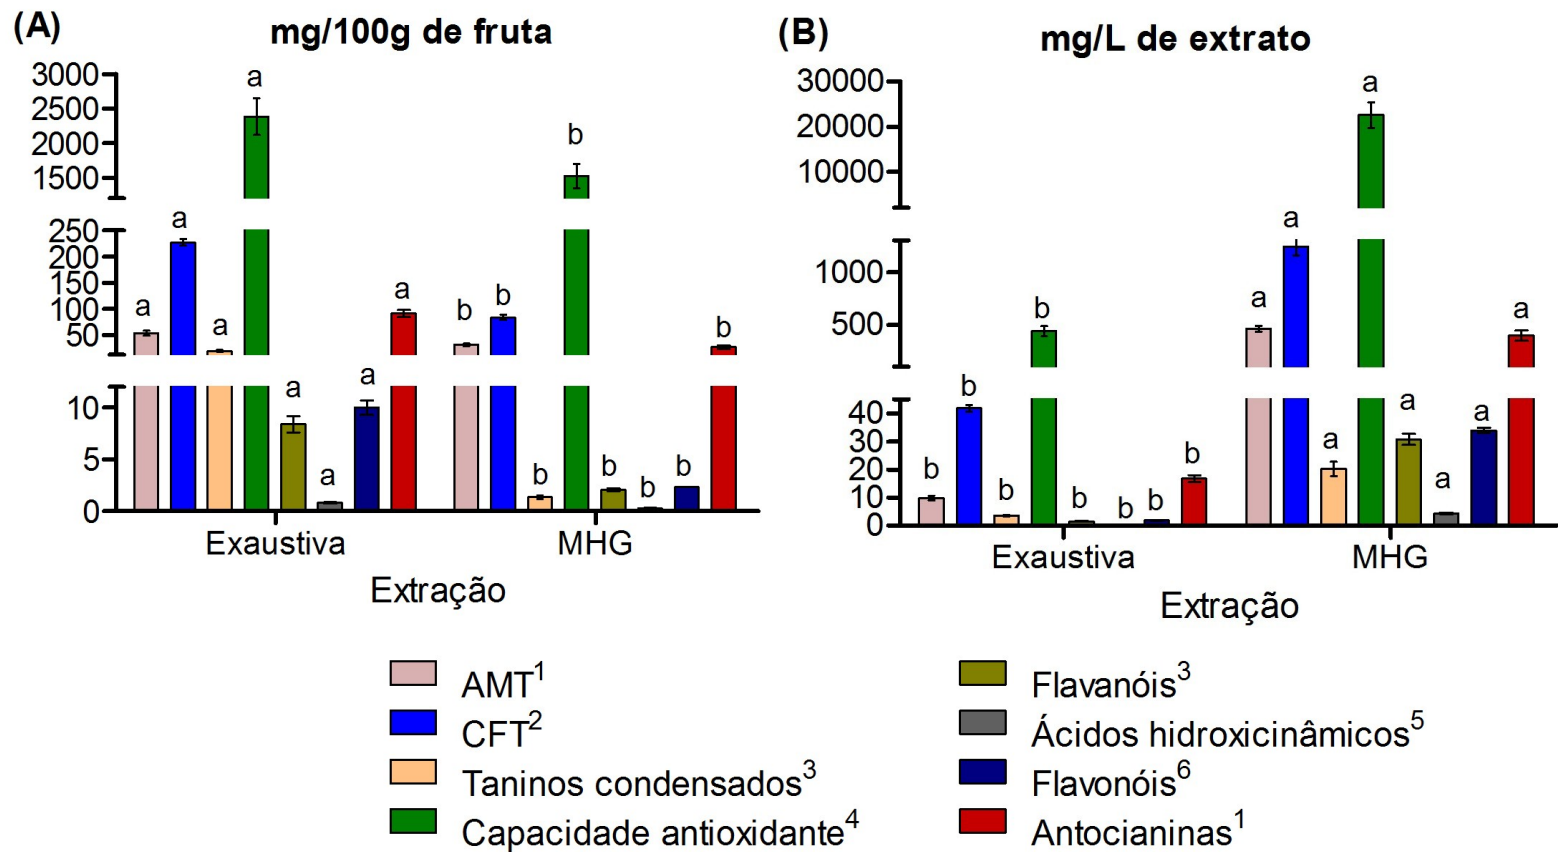 (A) mg/100g de fruta
3000
2500
2000
1500
250
200
150
100
50
10
5
0
a a a a a a a a
b b b b b b b b
Exaustiva MHG
Extração
(B) mg/L de extrato
30000
20000
10000
1000
500
40
30
20
10
0
b b b b b b b b
a a a a a a a a
Exaustiva MHG
Extração
AMT¹
CFT²
Taninos condensados³
Capacidade antioxidante⁴
Flavanóis³
Ácidos hidroxicinâmicos⁵
Flavonóis⁶
Antocianinas¹